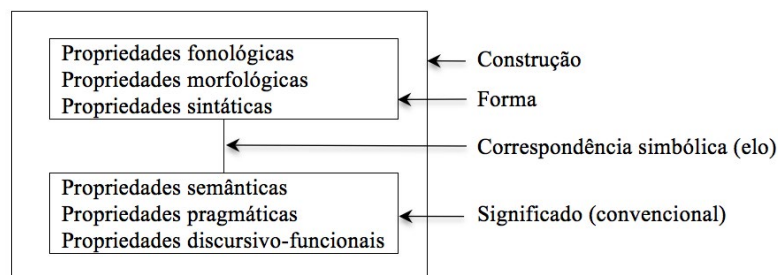 Propriedades fonológicas
Propriedades morfológicas
Propriedades sintáticas
Construção
Forma
Correspondência simbólica (elo)
Propriedades semânticas
Propriedades pragmáticas
Propriedades discursivo-funcionais
Significado (convencional)